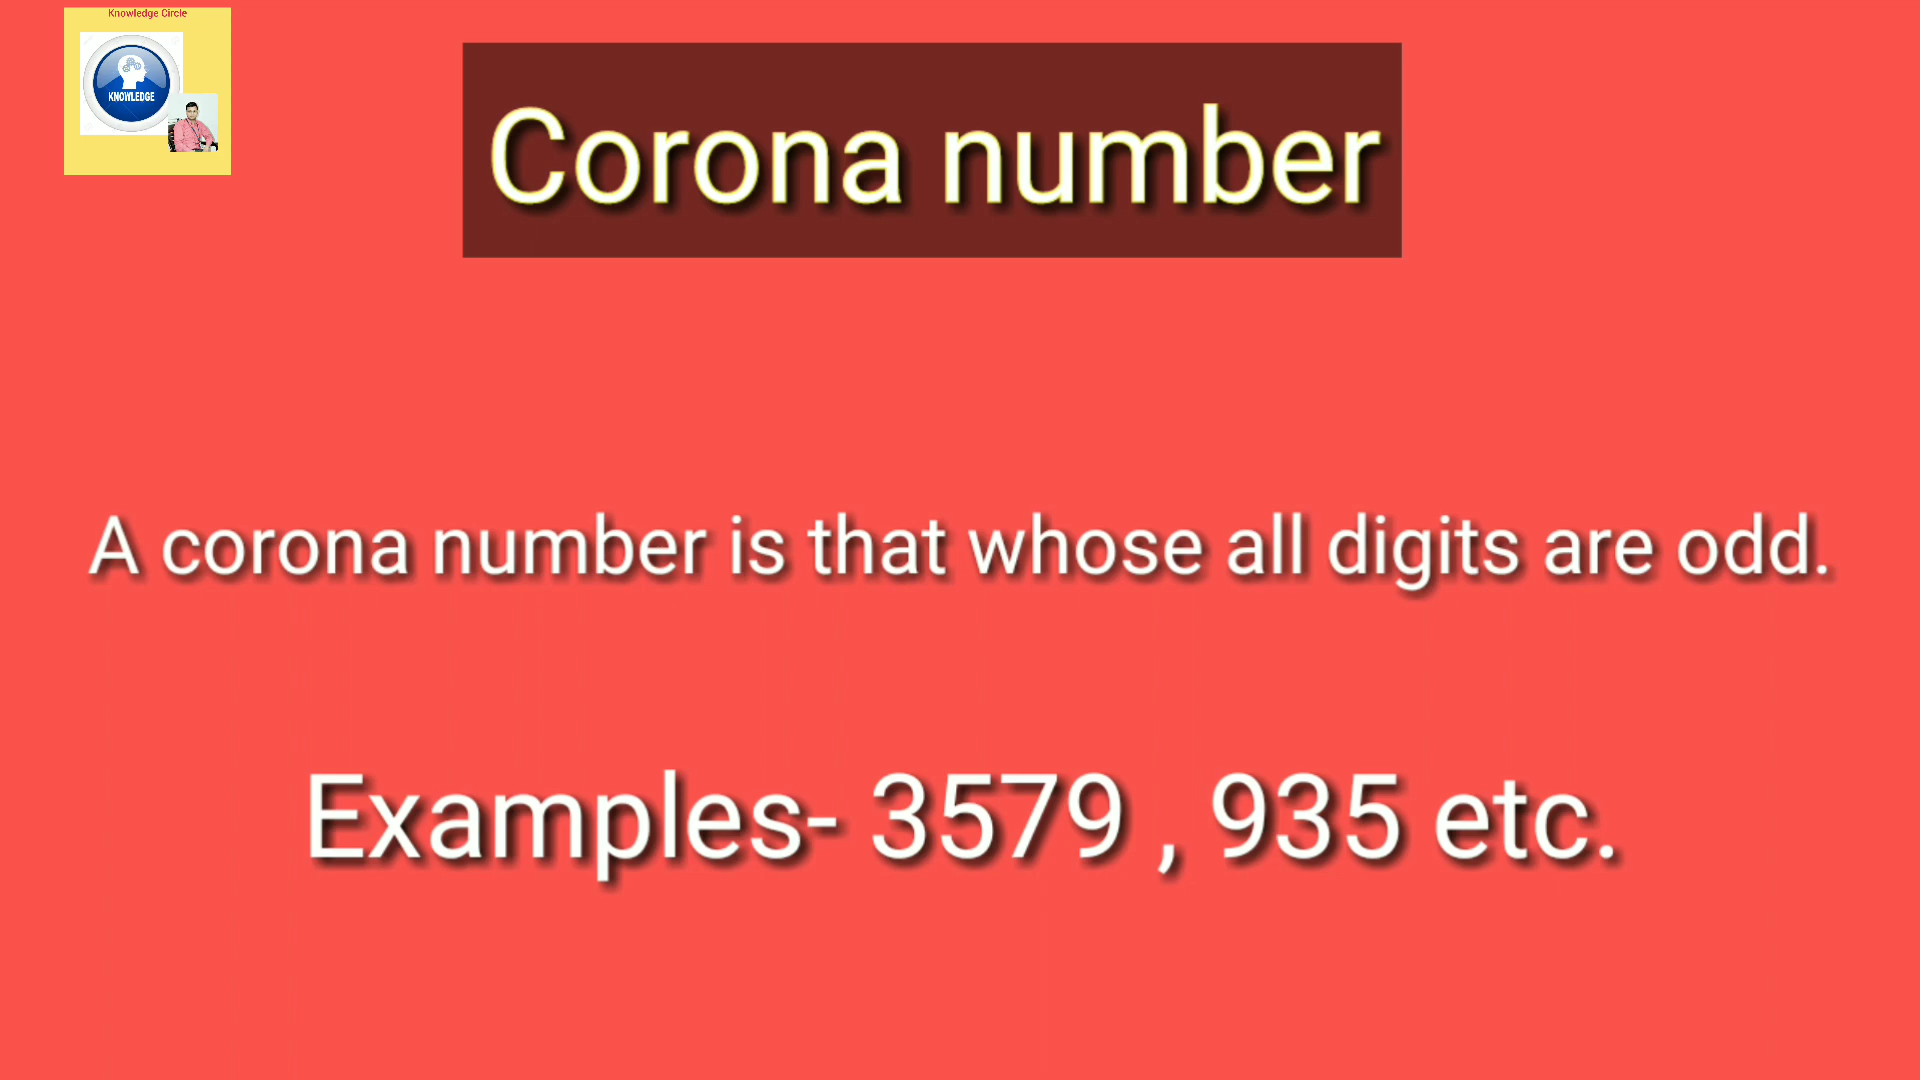 Knowledge Circle
KNOWLEDGE
Corona number
A corona number is that whose all digits are odd.
Examples- 3579 , 935 etc.